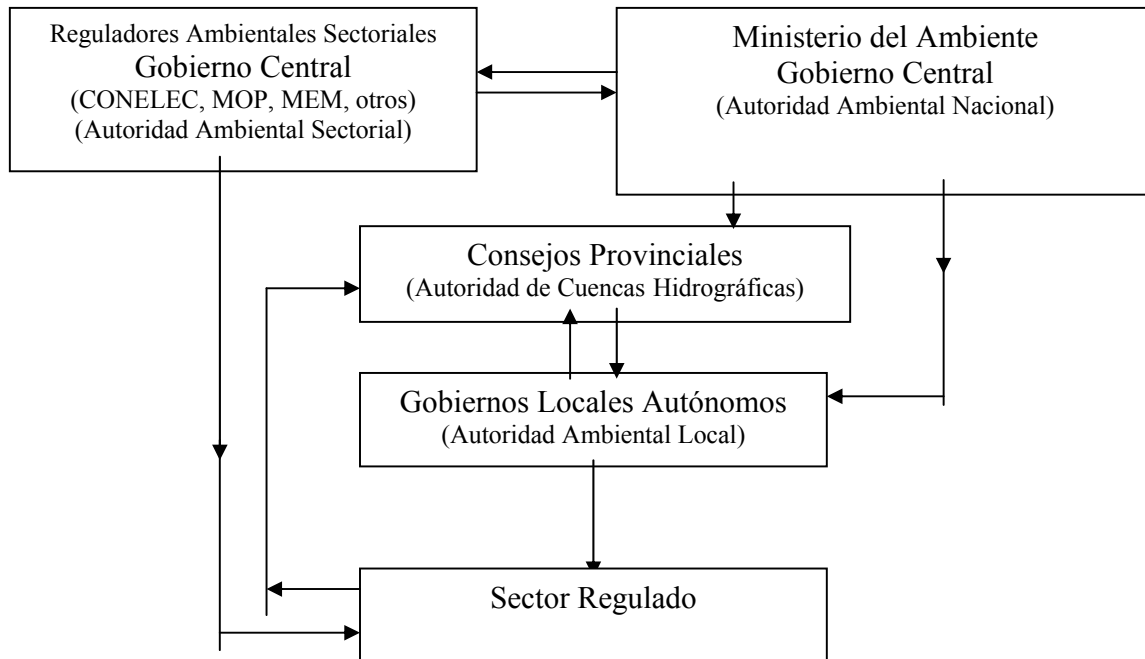 Reguladores Ambientales Sectoriales
Gobierno Central
(CONELEC, MOP, MEM, otros)
(Autoridad Ambiental Sectorial)
Ministerio del Ambiente
Gobierno Central
(Autoridad Ambiental Nacional)
Consejos Provinciales
(Autoridad de Cuencas Hidrográficas)
Gobiernos Locales Autónomos
(Autoridad Ambiental Local)
Sector Regulado